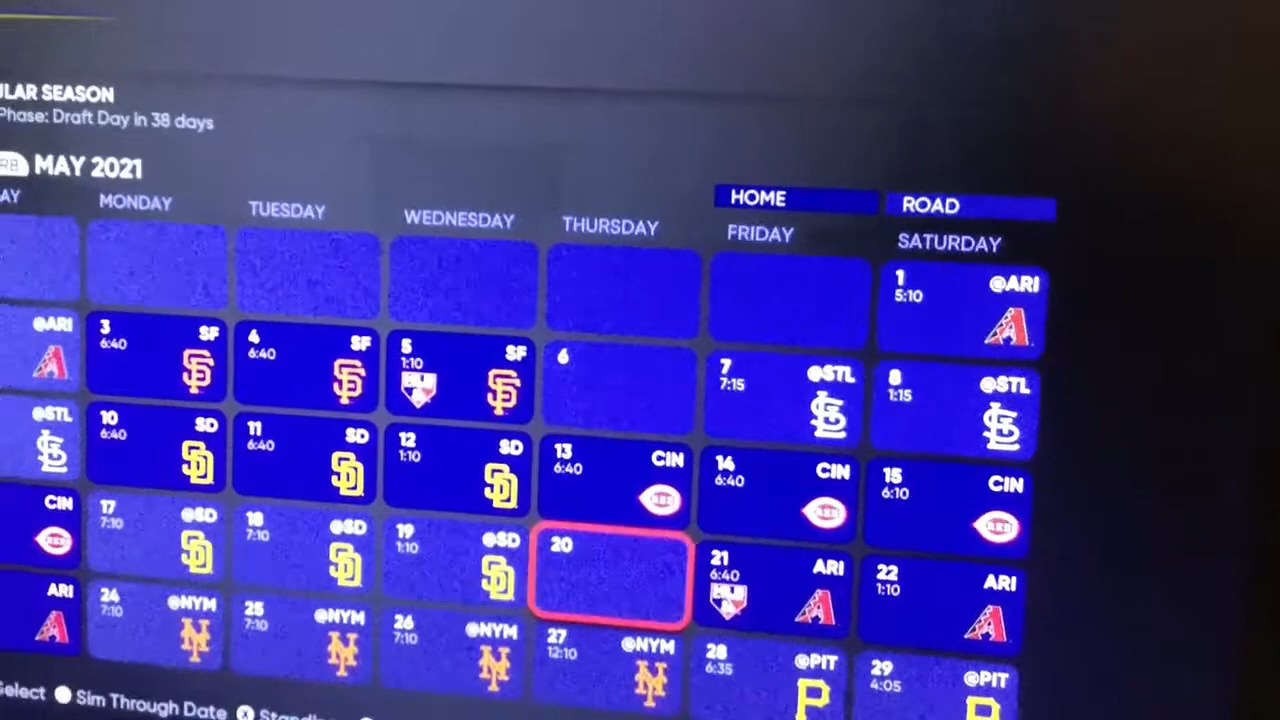 ULAR SEASON
Phase: Draft Day in 38 days
RB MAY 2021
HOME ROAD
AY MONDAY TUESDAY WEDNESDAY THURSDAY FRIDAY SATURDAY
1 @ARI
5:10
@ARI 3 SF 4 SF 5 SF 6 7 @STL 8 @STL
6:40 6:40 1:10 7:15 1:15
@STL 10 SD 11 SD 12 SD 13 CIN 14 CIN 15 CIN
6:40 6:40 1:10 6:40 6:40 6:10
CIN 17 @SD 18 @SD 19 @SD 20 21 ARI 22 ARI
7:10 7:10 1:10 6:40 1:10
ARI 24 @NYM 25 @NYM 26 @NYM 27 @NYM 28 @PIT 29 @PIT
7:10 7:10 7:10 12:10 6:35 4:05
Select Sim Through Date X